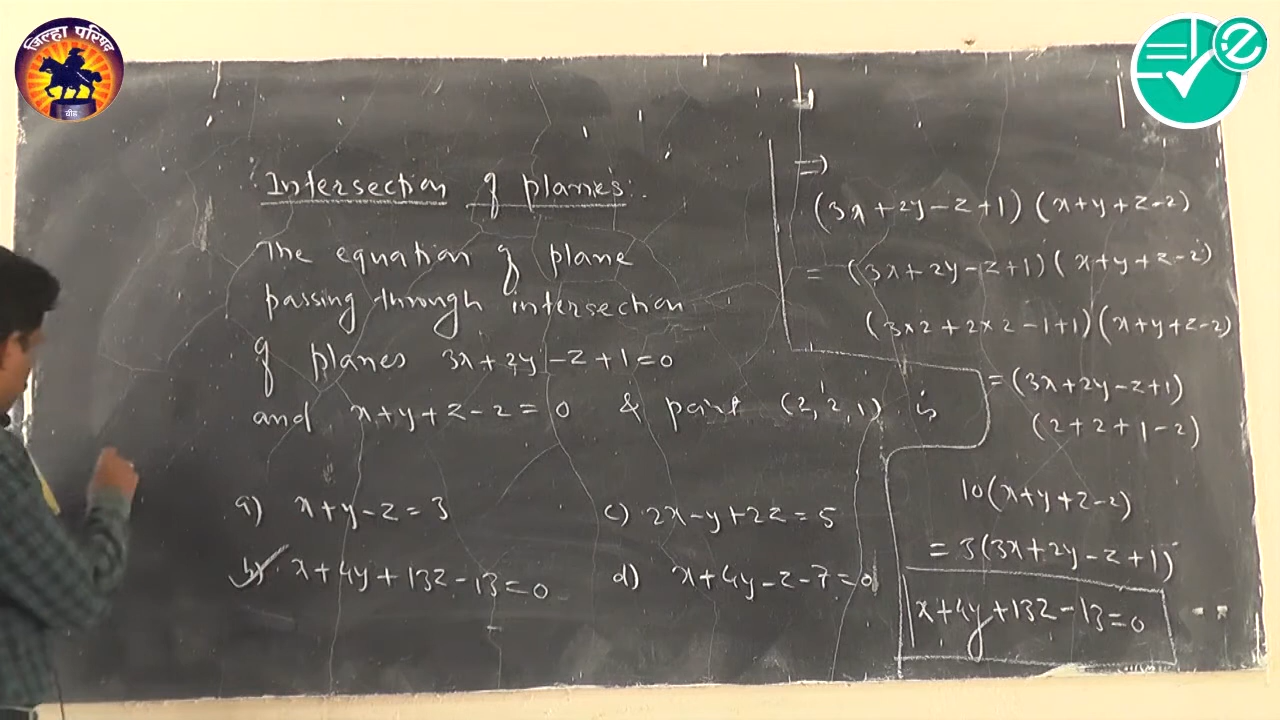 जिल्हा परिषद
बीड
Intersection of planes:
The equation of plane
passing through intersection
of planes 3x+2y-z+1=0
and x+y+z-2=0 & point (2,2,1) is
a) x+y-z=3
c) 2x-y+2z=5
b) x+4y+13z-13=0
d) x+4y-z-7=0
⇒
(3x+2y-z+1)(x+y+z-2)
= (3x+2y-z+1)(x+y+z-2)
(3×2+2×2-1+1)(x+y+z-2)
=(3x+2y-z+1)
(2+2+1-2)
10(x+y+z-2)
=3(3x+2y-z+1)
x+4y+13z-13=0